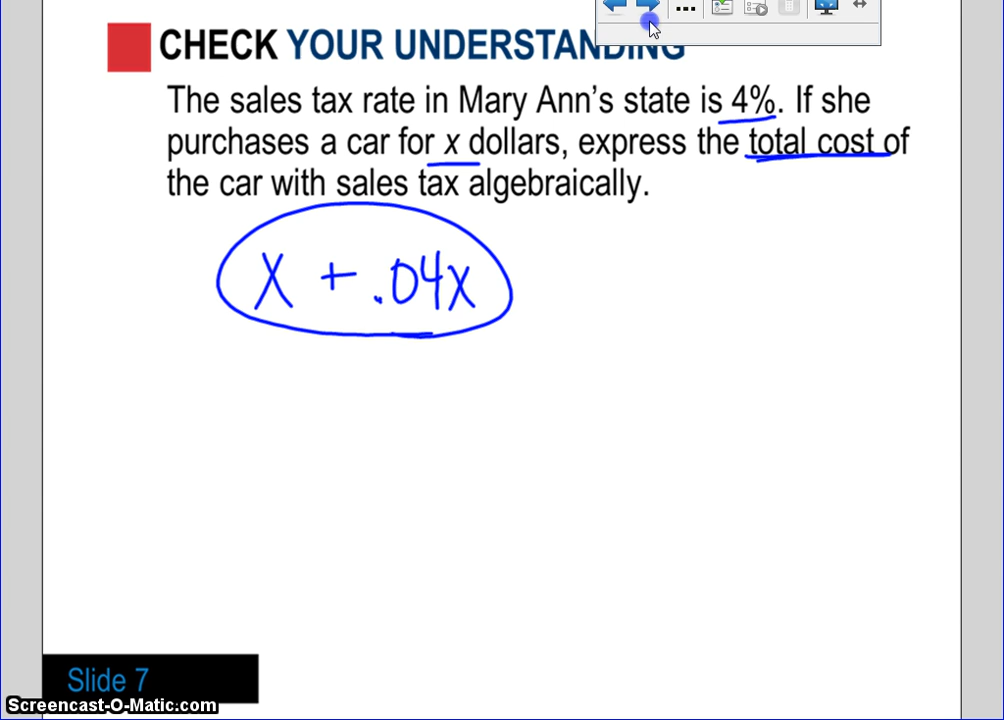 CHECK YOUR UNDERSTANDING
The sales tax rate in Mary Ann's state is 4%. If she
purchases a car for x dollars, express the total cost of
the car with sales tax algebraically.
X + .04x
Slide 7
Screencast-O-Matic.com